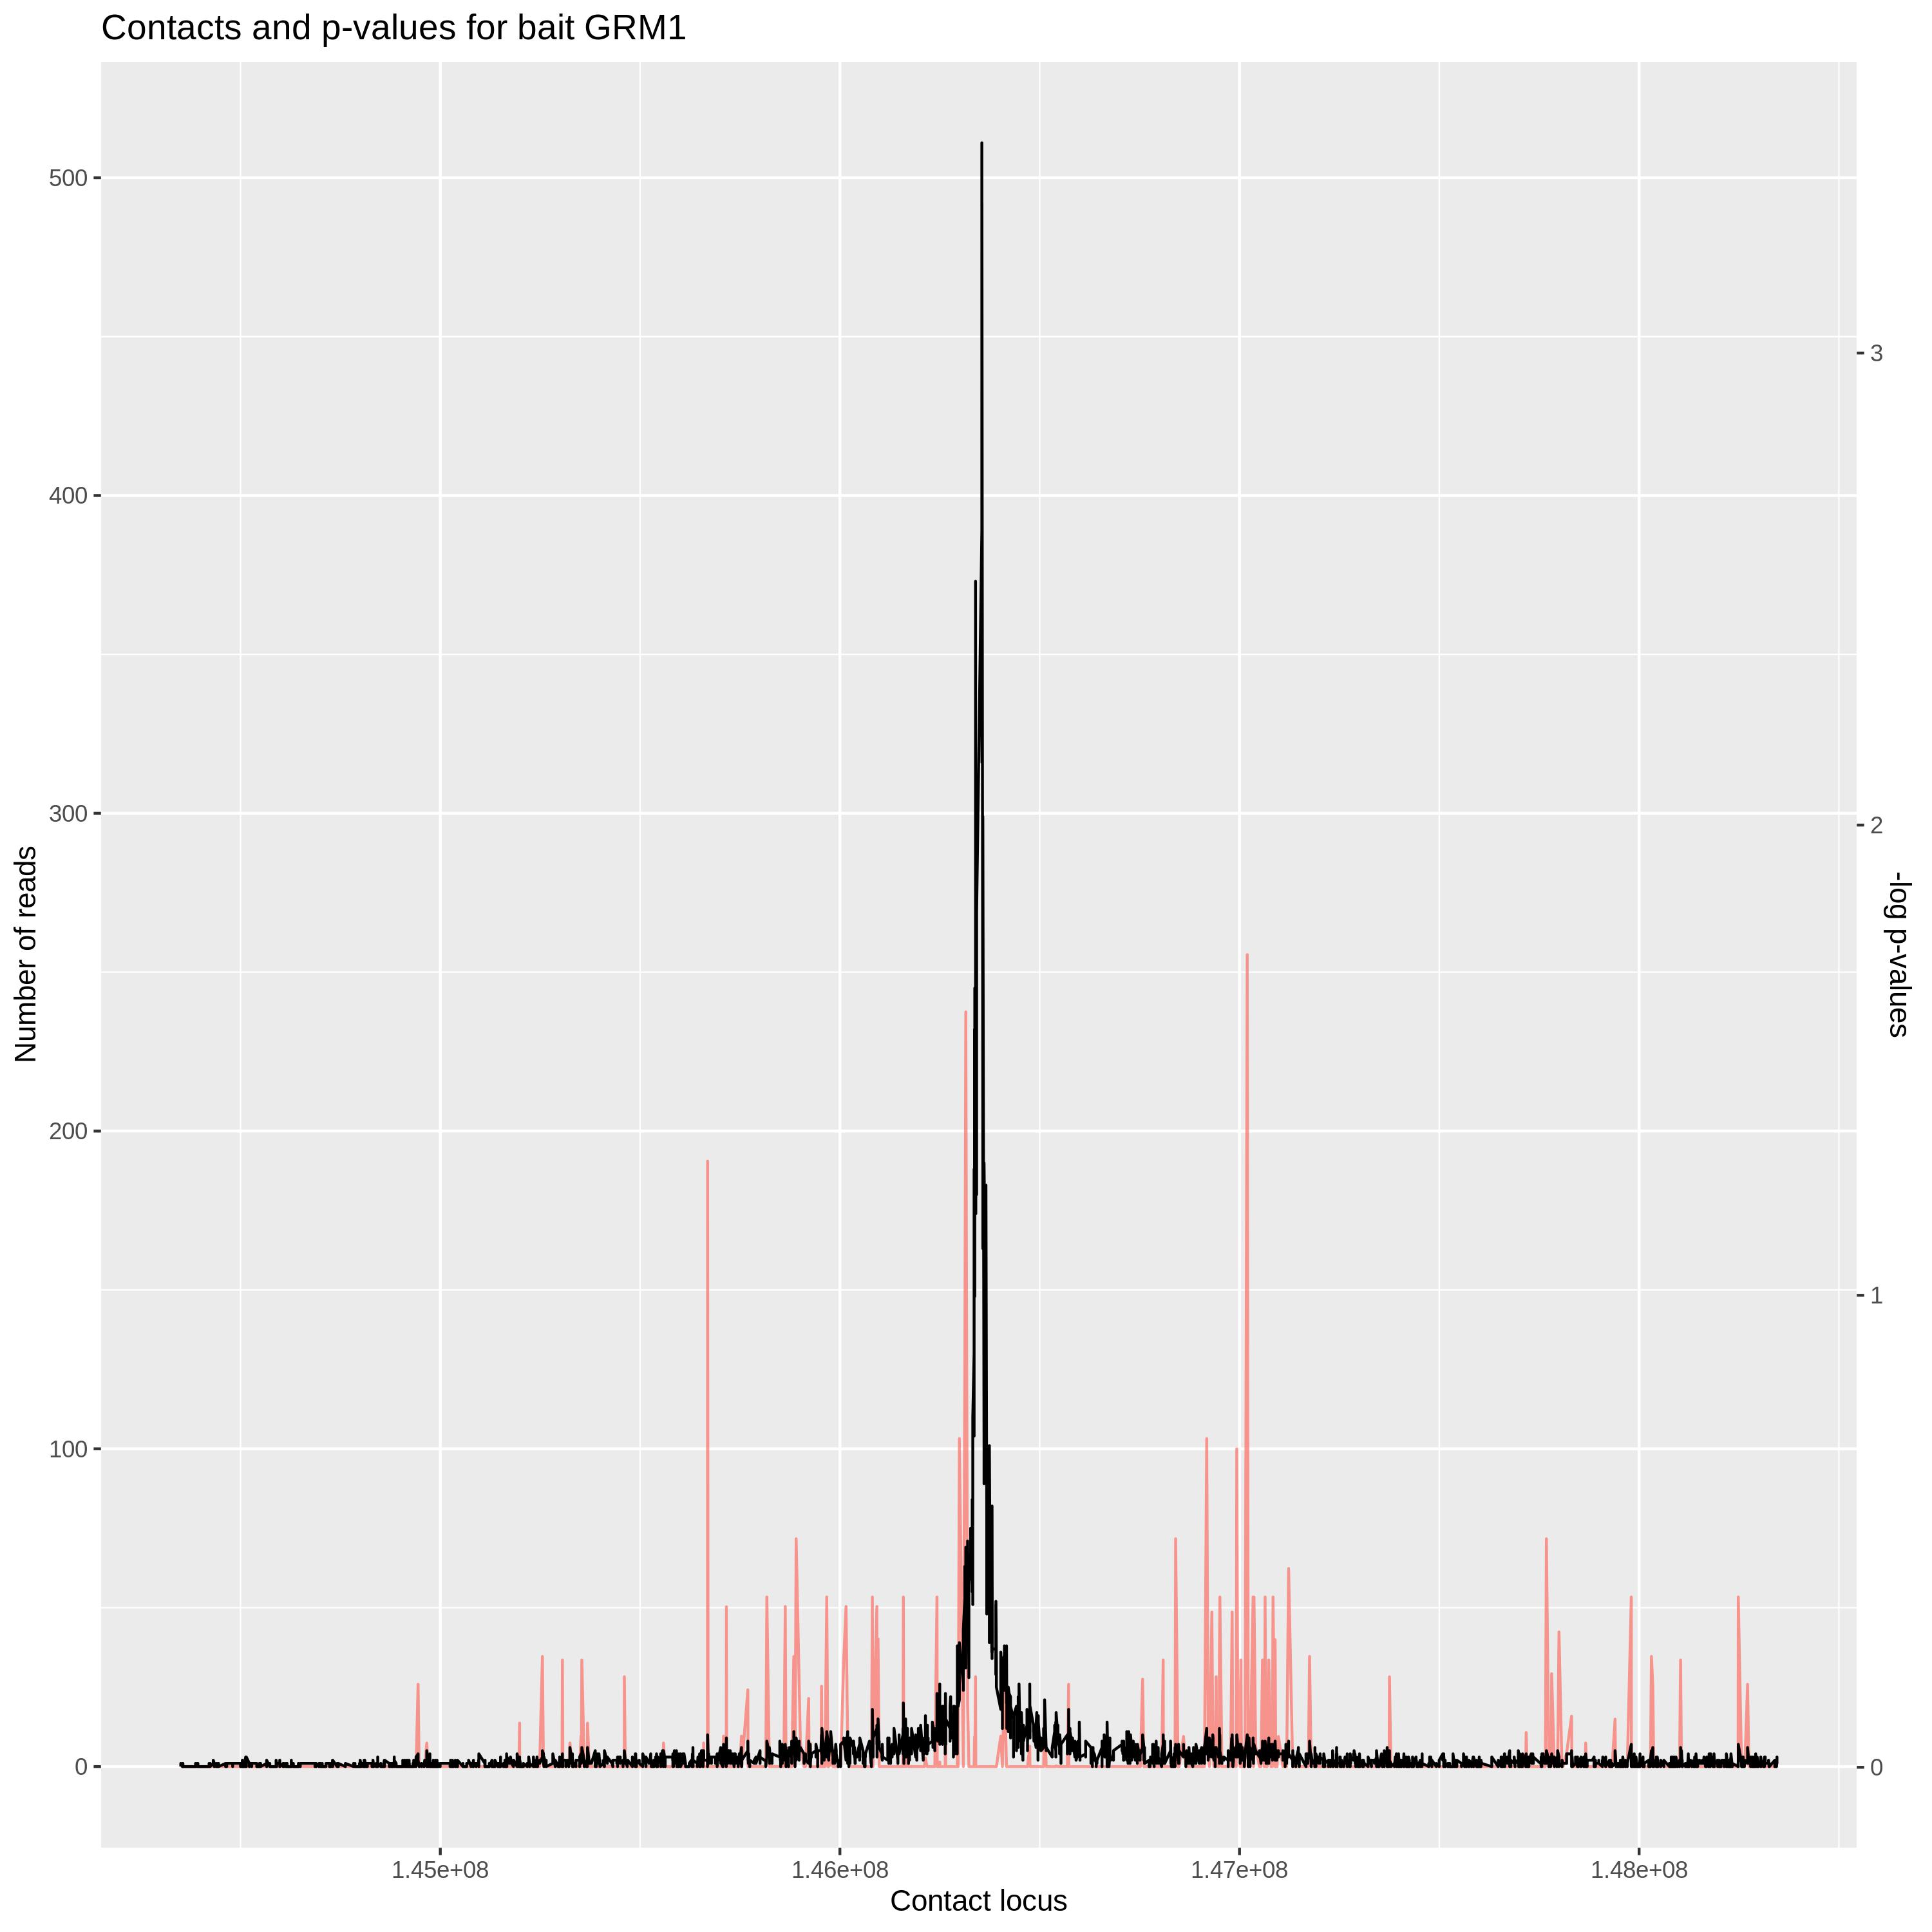 Contacts and p-values for bait GRM1
500
400
300
200
100
0
Number of reads
3
2
1
0
-log p-values
1.45e+08
1.46e+08
1.47e+08
1.48e+08
Contact locus